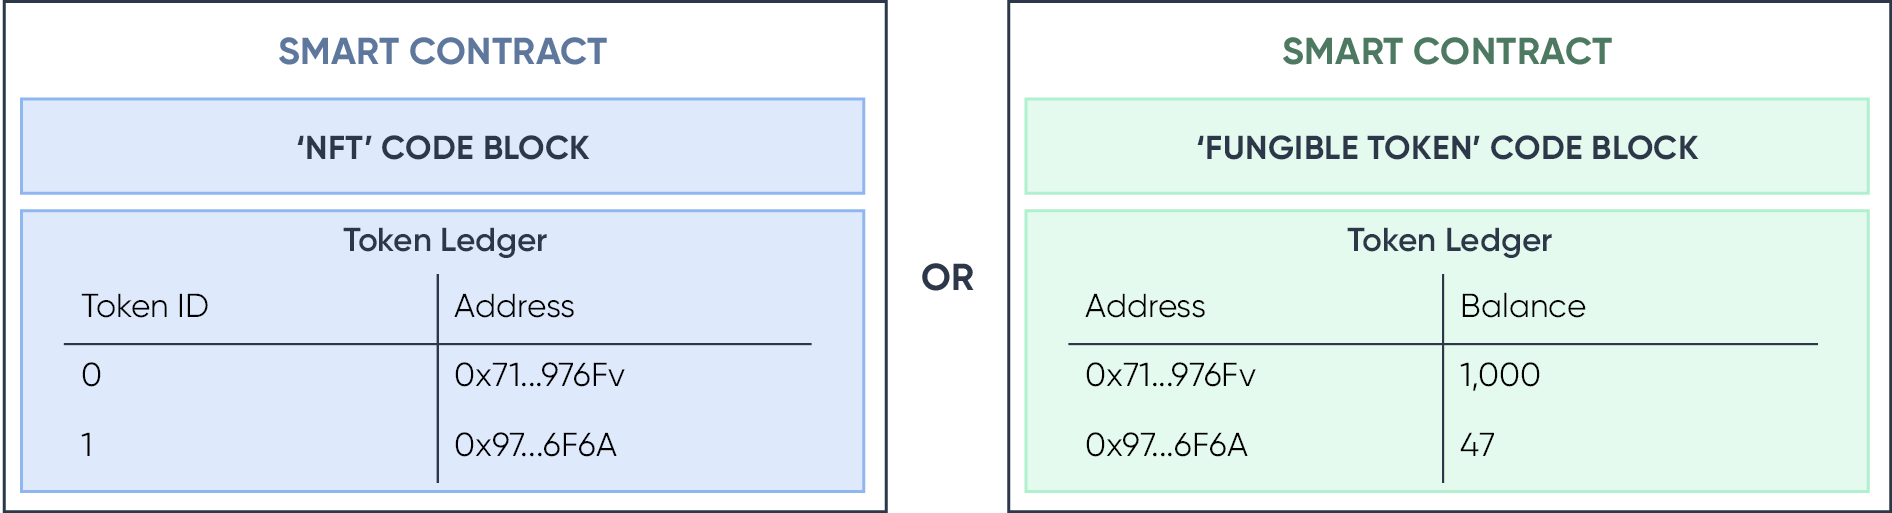 SMART CONTRACT
‘NFT’ CODE BLOCK
Token Ledger
Token ID Address
0 0x71...976Fv
1 0x97...6F6A
OR
SMART CONTRACT
‘FUNGIBLE TOKEN’ CODE BLOCK
Token Ledger
Address Balance
0x71...976Fv 1,000
0x97...6F6A 47